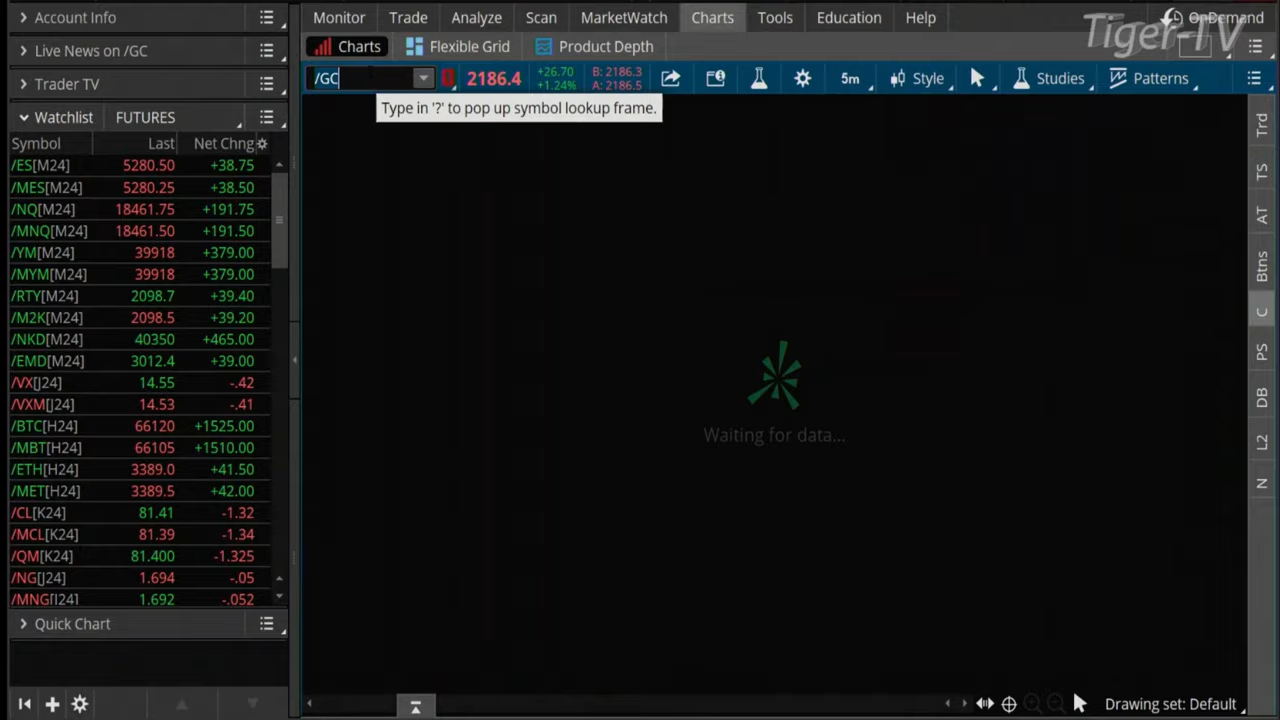 Account Info
Live News on /GC
Trader TV
Watchlist FUTURES
Symbol Last Net Chng
/ES[M24] 5280.50 +38.75
/MES[M24] 5280.25 +38.50
/NQ[M24] 18461.75 +191.75
/MNQ[M24] 18461.50 +191.50
/YM[M24] 39918 +379.00
/MYM[M24] 39918 +379.00
/RTY[M24] 2098.7 +39.40
/M2K[M24] 2098.5 +39.20
/NKD[M24] 40350 +465.00
/EMD[M24] 3012.4 +39.00
/VX[J24] 14.55 -.42
/VXM[J24] 14.53 -.41
/BTC[H24] 66120 +1525.00
/MBT[H24] 66105 +1510.00
/ETH[H24] 3389.0 +41.50
/MET[H24] 3389.5 +42.00
/CL[K24] 81.41 -1.32
/MCL[K24] 81.39 -1.34
/QM[K24] 81.400 -1.325
/NG[J24] 1.694 -.05
/MNG[J24] 1.692 -.052
Quick Chart
Monitor Trade Analyze Scan MarketWatch Charts Tools Education Help
OnDemand
Tiger-TV
Charts Flexible Grid Product Depth
/GC 2186.4 +26.70 B: 2186.3
+1.24% A: 2186.5
5m Style Studies Patterns
Type in '?' to pop up symbol lookup frame.
Waiting for data...
Trd
TS
AT
Btns
C
PS
DB
L2
N
Drawing set: Default